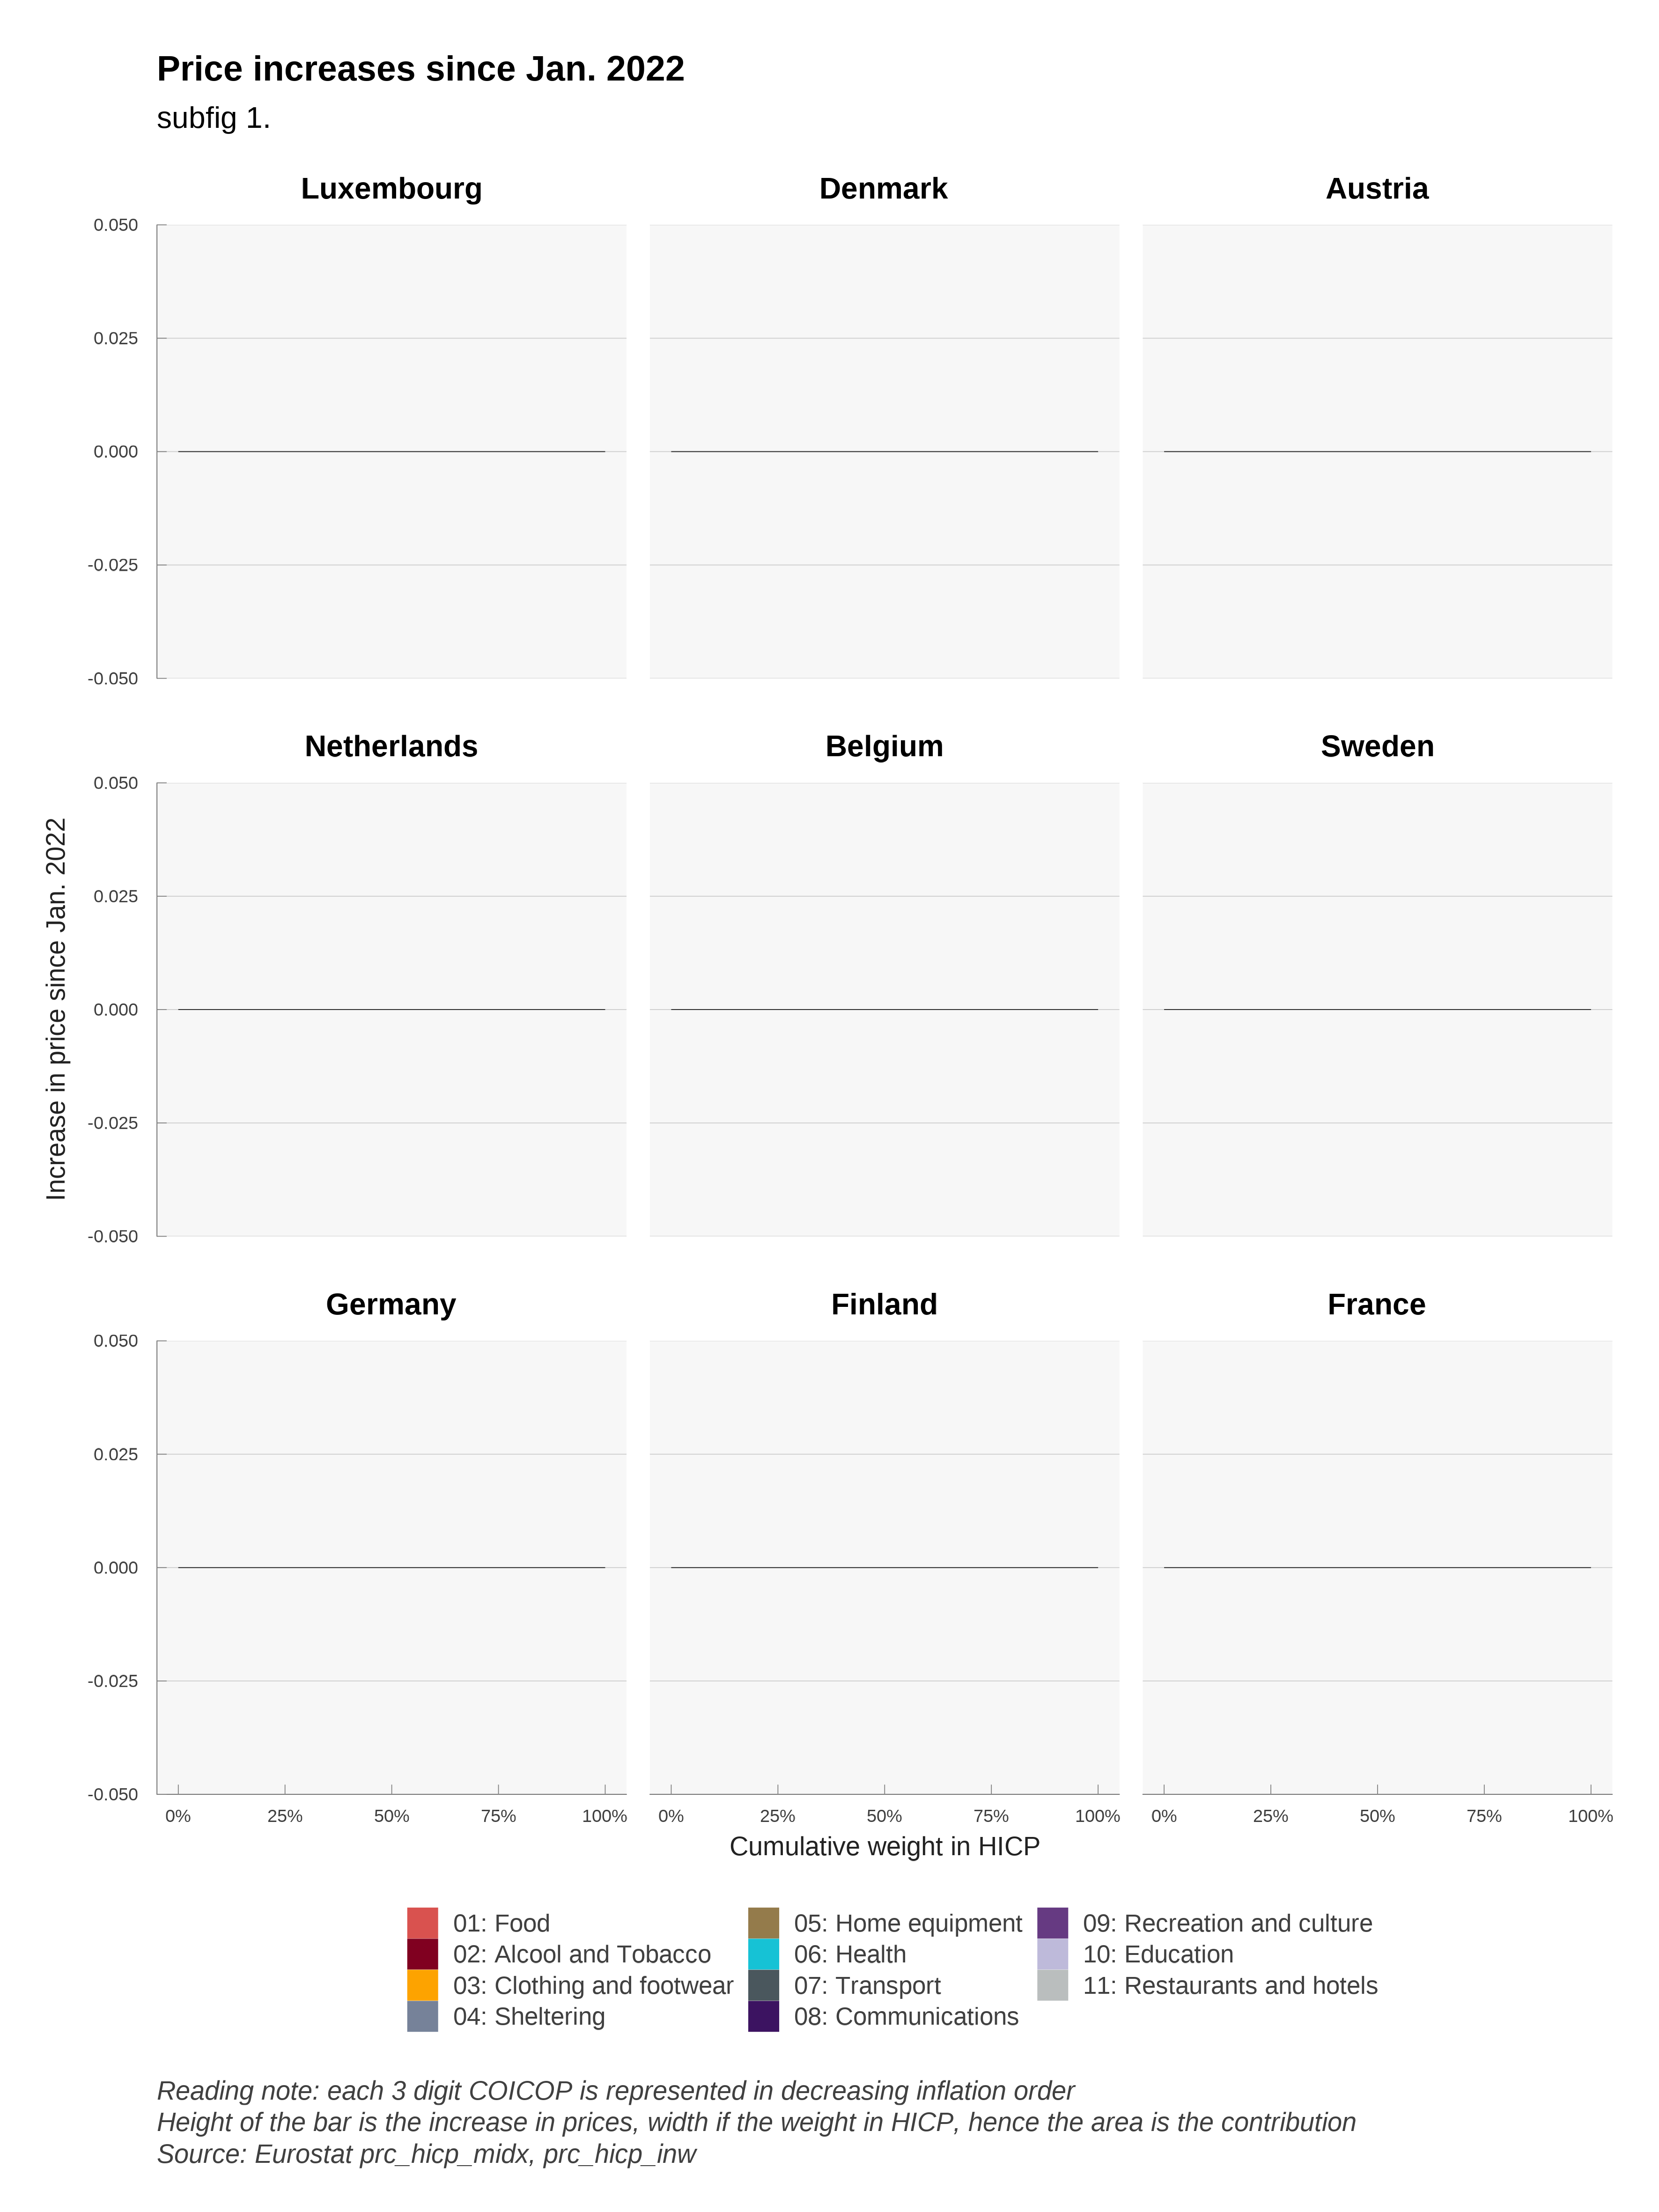 Price increases since Jan. 2022
subfig 1.
Luxembourg
Denmark
Austria
0.050
0.025
0.000
-0.025
-0.050
Netherlands
Belgium
Sweden
0.050
0.025
0.000
-0.025
-0.050
Increase in price since Jan. 2022
Germany
Finland
France
0.050
0.025
0.000
-0.025
-0.050
0% 25% 50% 75% 100% 0% 25% 50% 75% 100% 0% 25% 50% 75% 100%
Cumulative weight in HICP
01: Food
02: Alcool and Tobacco
03: Clothing and footwear
04: Sheltering
05: Home equipment
06: Health
07: Transport
08: Communications
09: Recreation and culture
10: Education
11: Restaurants and hotels
Reading note: each 3 digit COICOP is represented in decreasing inflation order
Height of the bar is the increase in prices, width if the weight in HICP, hence the area is the contribution
Source: Eurostat prc_hicp_midx, prc_hicp_inw